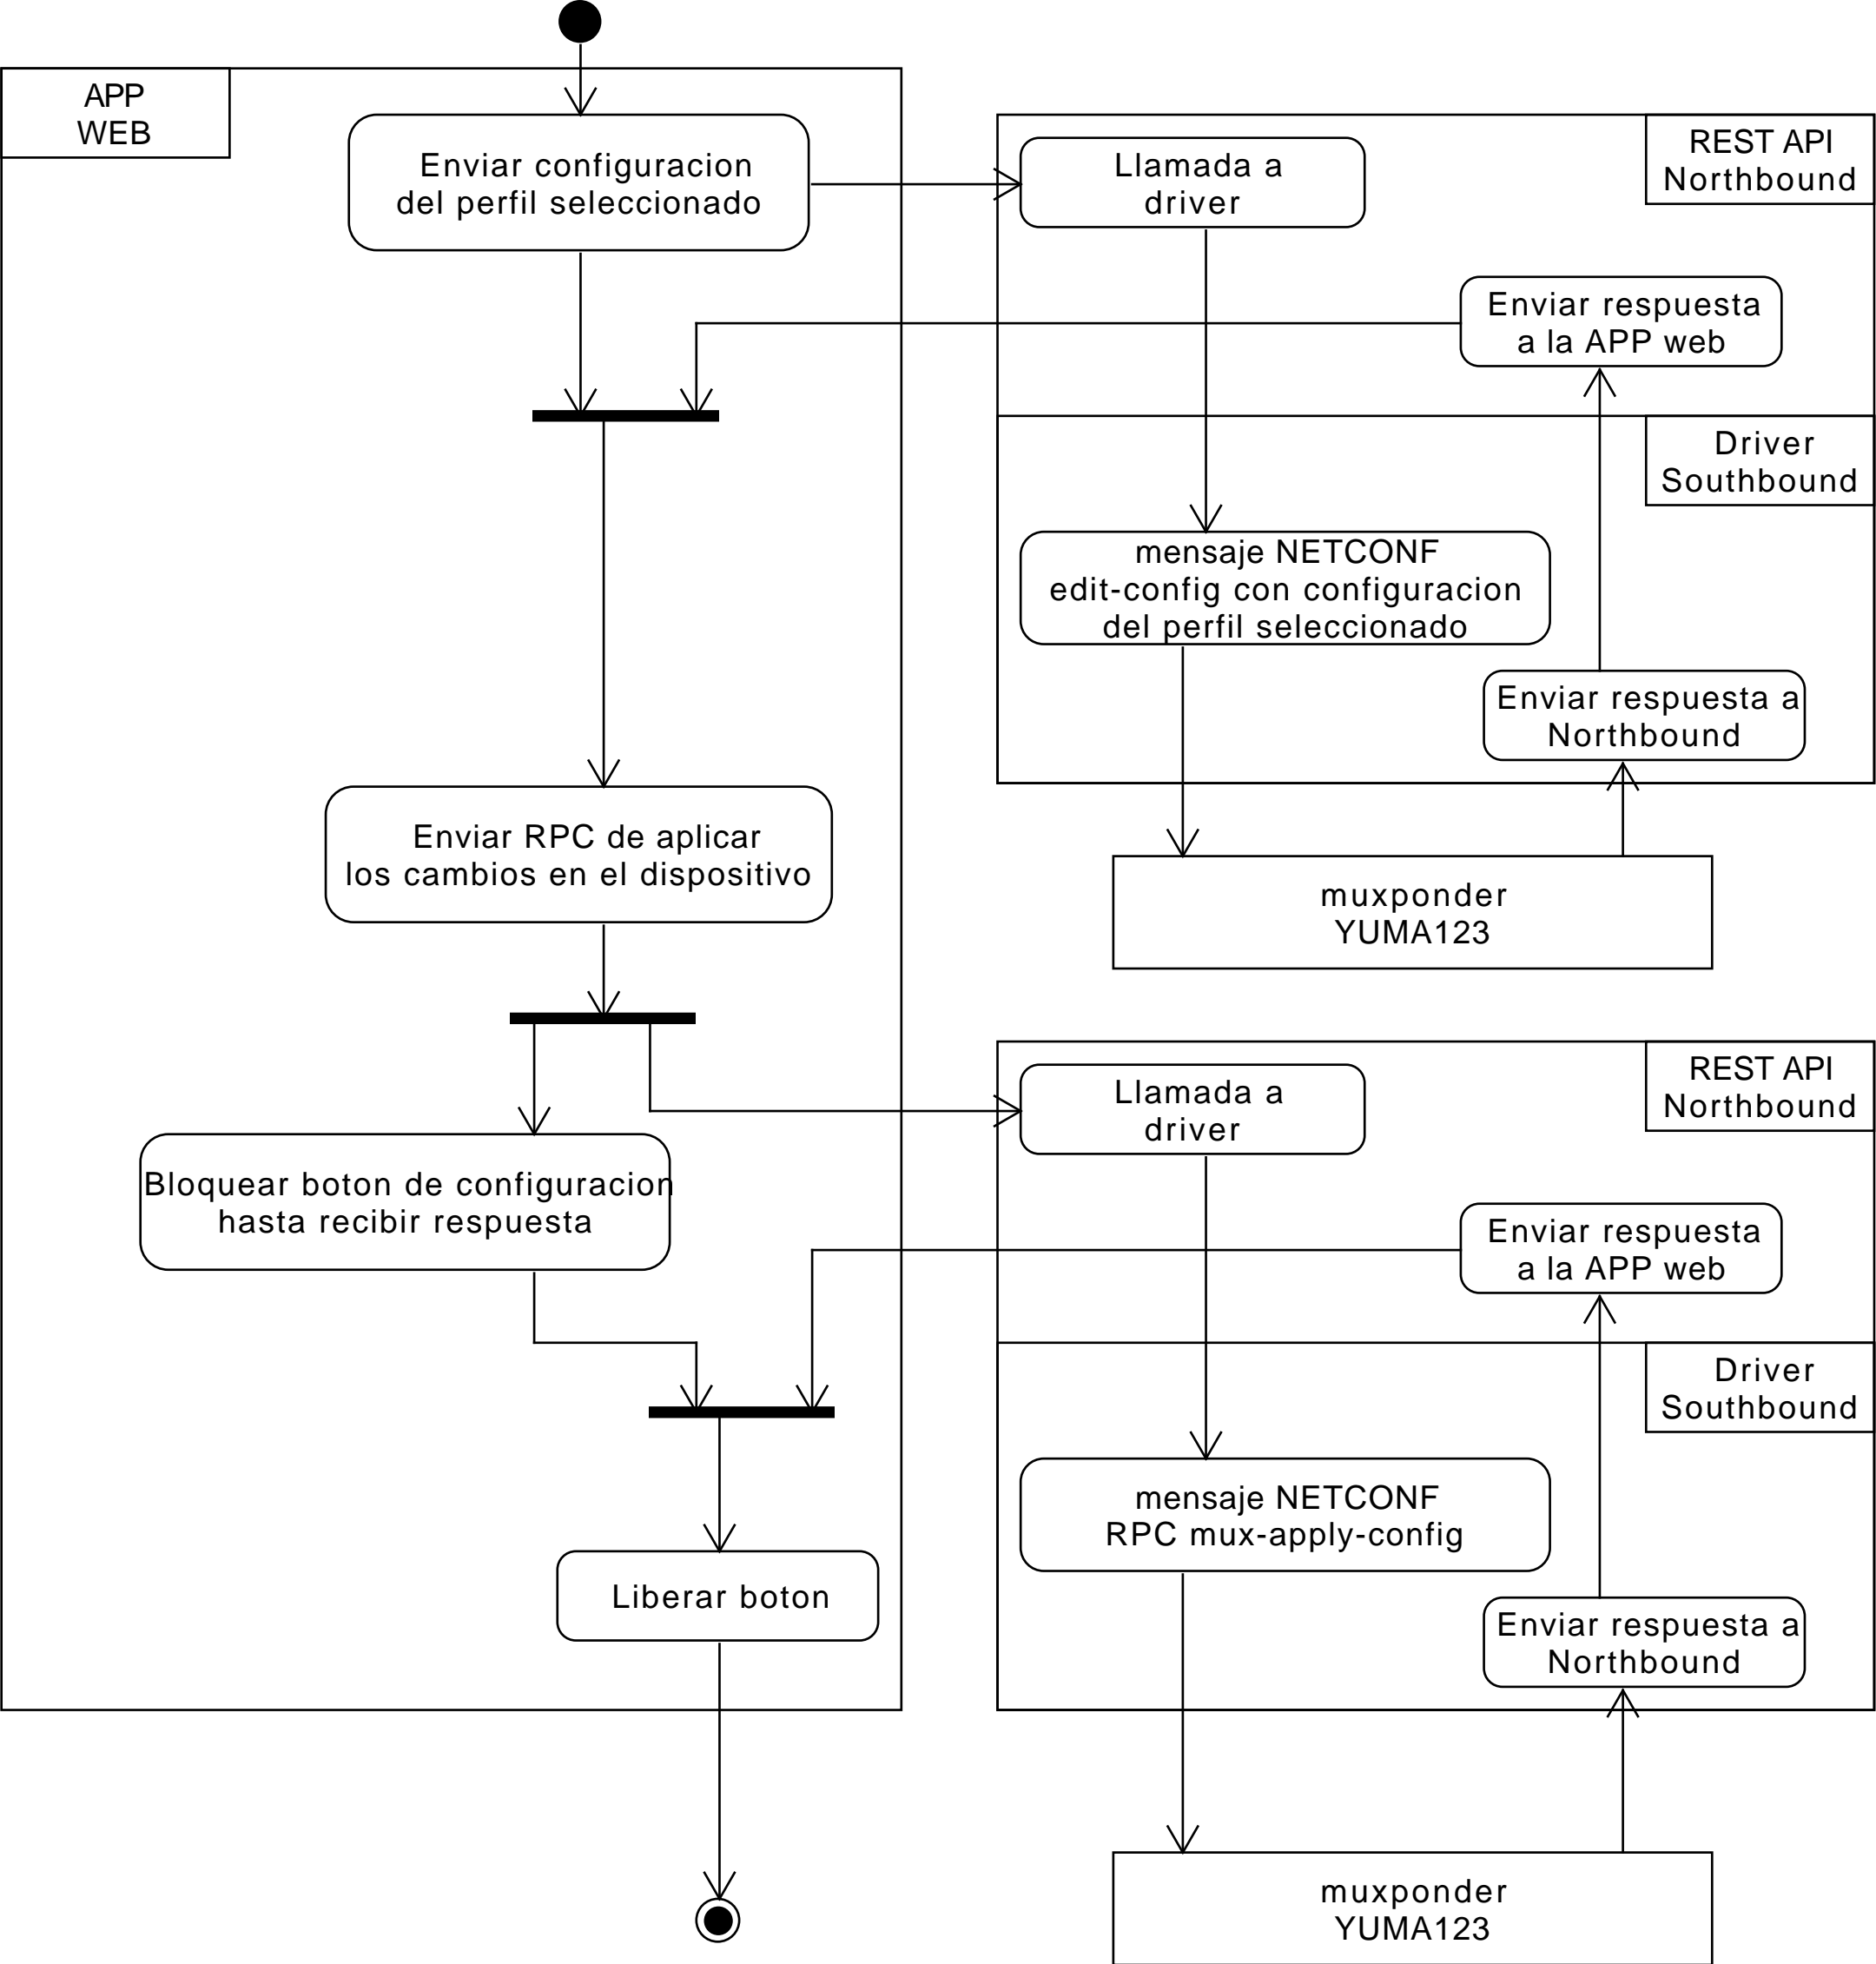 APP
WEB
Enviar configuracion
del perfil seleccionado
Llamada a
driver
REST API
Northbound
Enviar respuesta
a la APP web
Driver
Southbound
mensaje NETCONF
edit-config con configuracion
del perfil seleccionado
Enviar respuesta a
Northbound
Enviar RPC de aplicar
los cambios en el dispositivo
muxponder
YUMA123
Llamada a
driver
REST API
Northbound
Bloquear boton de configuracion
hasta recibir respuesta
Enviar respuesta
a la APP web
Driver
Southbound
mensaje NETCONF
RPC mux-apply-config
Liberar boton
Enviar respuesta a
Northbound
muxponder
YUMA123